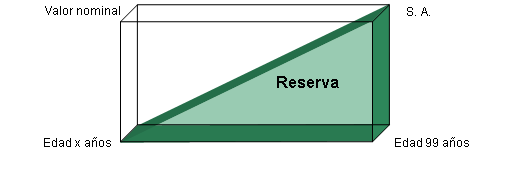 Valor nominal
S. A.
Reserva
Edad x años
Edad 99 años